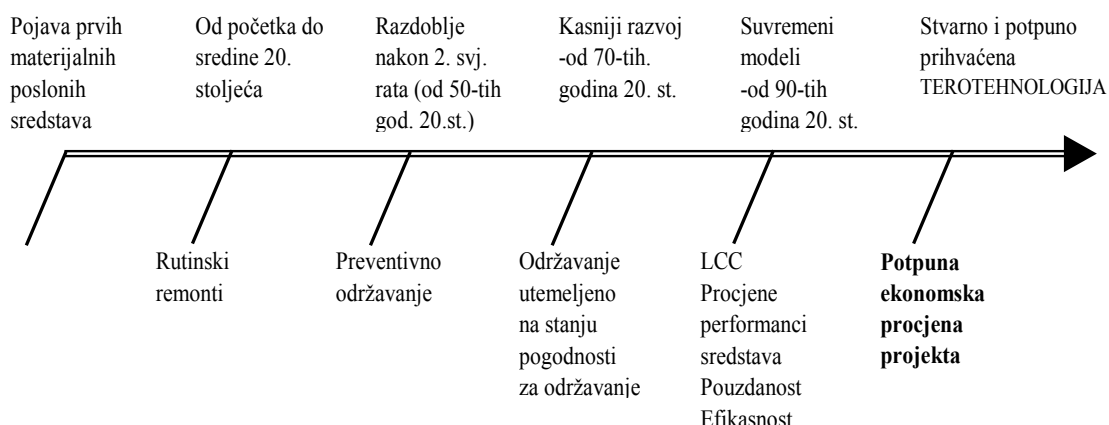 Pojava prvih
materijalnih
poslonih
sredstava
Od početka do
sredine 20.
stoljeća
Razdoblje
nakon 2. svj.
rata (od 50-tih
god. 20.st.)
Kasniji razvoj
-od 70-tih.
godina 20. st.
Suvremeni
modeli
-od 90-tih
godina 20. st.
Stvarno i potpuno
prihvaćena
TEROTEHNOLOGIJA
Rutinski
remonti
Preventivno
održavanje
Održavanje
utemeljeno
na stanju
pogodnosti
za održavanje
LCC
Procjene
performanci
sredstava
Pouzdanost
Efikasnost
Potpuna
ekonomska
procjena
projekta